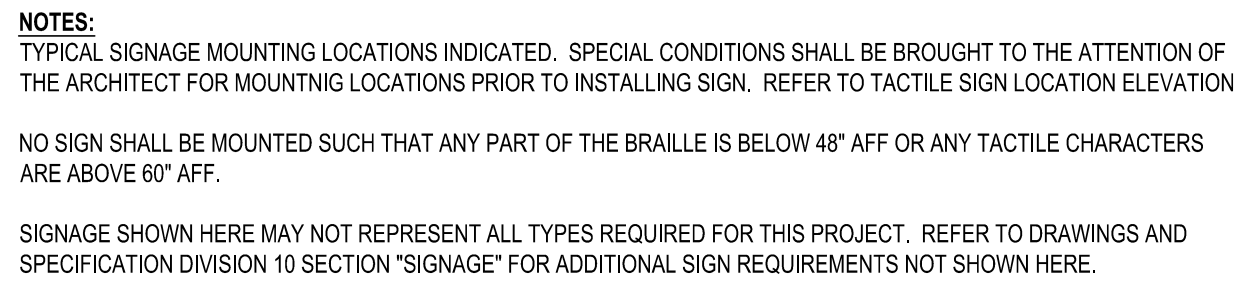 NOTES:
TYPICAL SIGNAGE MOUNTING LOCATIONS INDICATED.  SPECIAL CONDITIONS SHALL BE BROUGHT TO THE ATTENTION OF
THE ARCHITECT FOR MOUNTNIG LOCATIONS PRIOR TO INSTALLING SIGN.  REFER TO TACTILE SIGN LOCATION ELEVATION
NO SIGN SHALL BE MOUNTED SUCH THAT ANY PART OF THE BRAILLE IS BELOW 48" AFF OR ANY TACTILE CHARACTERS
ARE ABOVE 60" AFF.
SIGNAGE SHOWN HERE MAY NOT REPRESENT ALL TYPES REQUIRED FOR THIS PROJECT.  REFER TO DRAWINGS AND
SPECIFICATION DIVISION 10 SECTION "SIGNAGE" FOR ADDITIONAL SIGN REQUIREMENTS NOT SHOWN HERE.